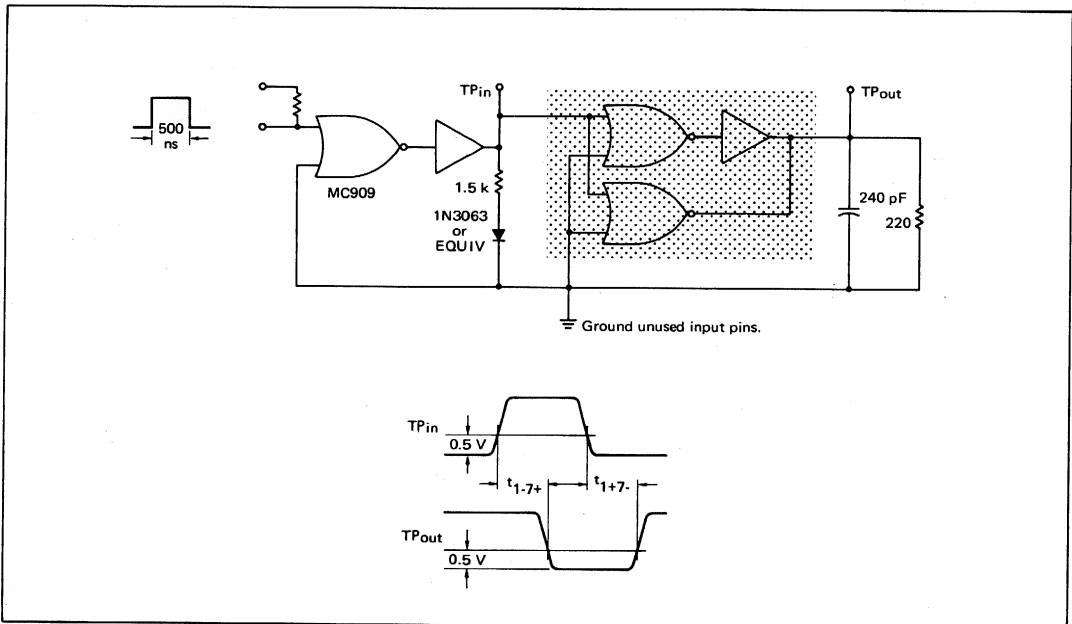 500
ns
MC909
TPin
1.5 k
1N3063
or
EQUIV
TPout
240 pF
220
Ground unused input pins.
TPin
0.5 V
t1-7+
t1+7-
TPout
0.5 V